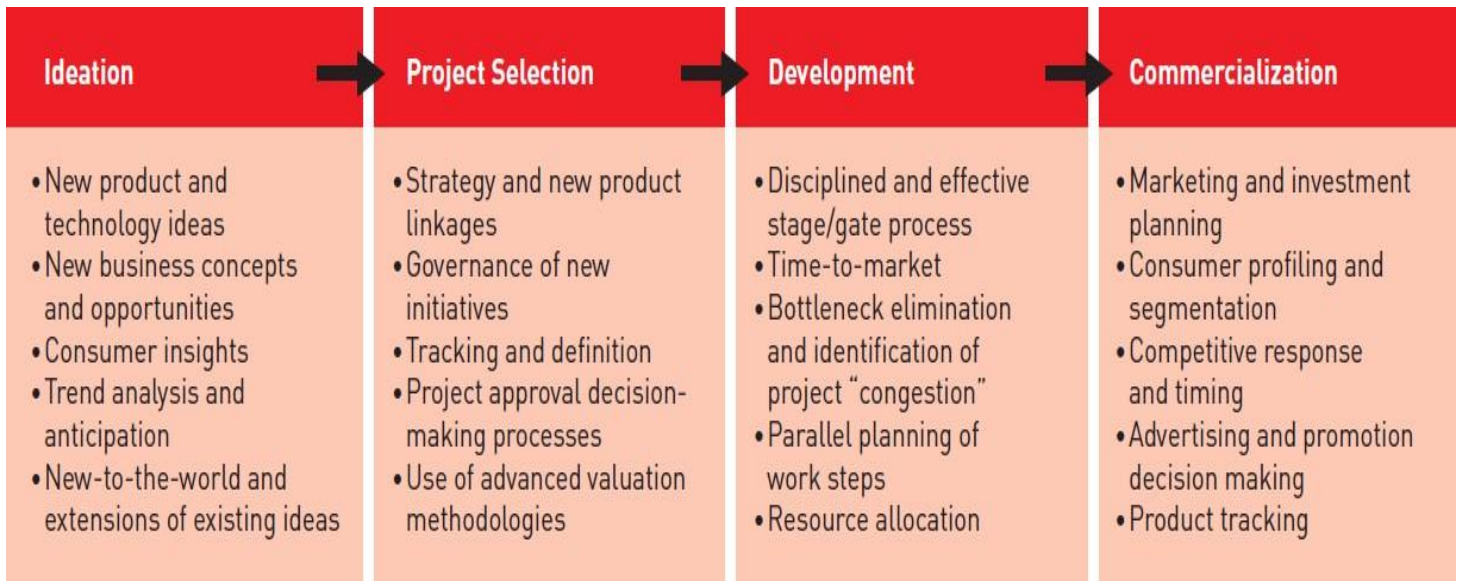 Ideation
• New product and
technology ideas
• New business concepts
and opportunities
• Consumer insights
• Trend analysis and
anticipation
• New-to-the-world and
extensions of existing ideas
Project Selection
• Strategy and new product
linkages
• Governance of new
initiatives
• Tracking and definition
• Project approval decision-
making processes
• Use of advanced valuation
methodologies
Development
• Disciplined and effective
stage/gate process
• Time-to-market
• Bottleneck elimination
and identification of
project “congestion”
• Parallel planning of
work steps
• Resource allocation
Commercialization
• Marketing and investment
planning
• Consumer profiling and
segmentation
• Competitive response
and timing
• Advertising and promotion
decision making
• Product tracking